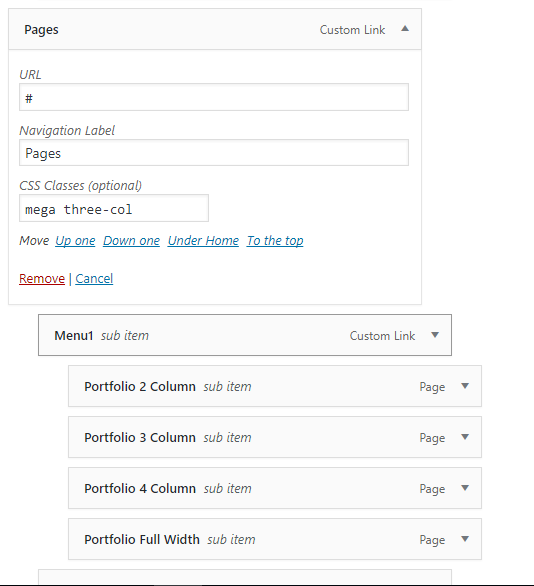 Pages Custom Link
URL
#
Navigation Label
Pages
CSS Classes (optional)
mega three-col
Move Up one Down one Under Home To the top
Remove | Cancel
Menu1 sub item Custom Link
Portfolio 2 Column sub item Page
Portfolio 3 Column sub item Page
Portfolio 4 Column sub item Page
Portfolio Full Width sub item Page